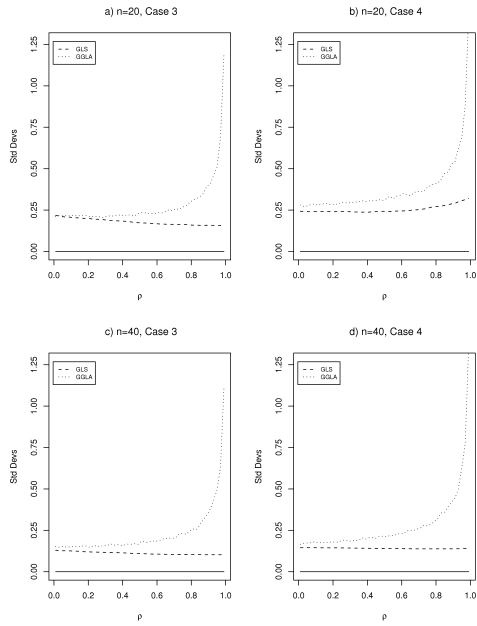 a) n=20, Case 3
Std Devs
1.25
1.00
0.75
0.50
0.25
0.00
GLS
GGLA
0.0 0.2 0.4 0.6 0.8 1.0
ρ
b) n=20, Case 4
Std Devs
1.25
1.00
0.75
0.50
0.25
0.00
GLS
GGLA
0.0 0.2 0.4 0.6 0.8 1.0
ρ
c) n=40, Case 3
Std Devs
1.25
1.00
0.75
0.50
0.25
0.00
GLS
GGLA
0.0 0.2 0.4 0.6 0.8 1.0
ρ
d) n=40, Case 4
Std Devs
1.25
1.00
0.75
0.50
0.25
0.00
GLS
GGLA
0.0 0.2 0.4 0.6 0.8 1.0
ρ